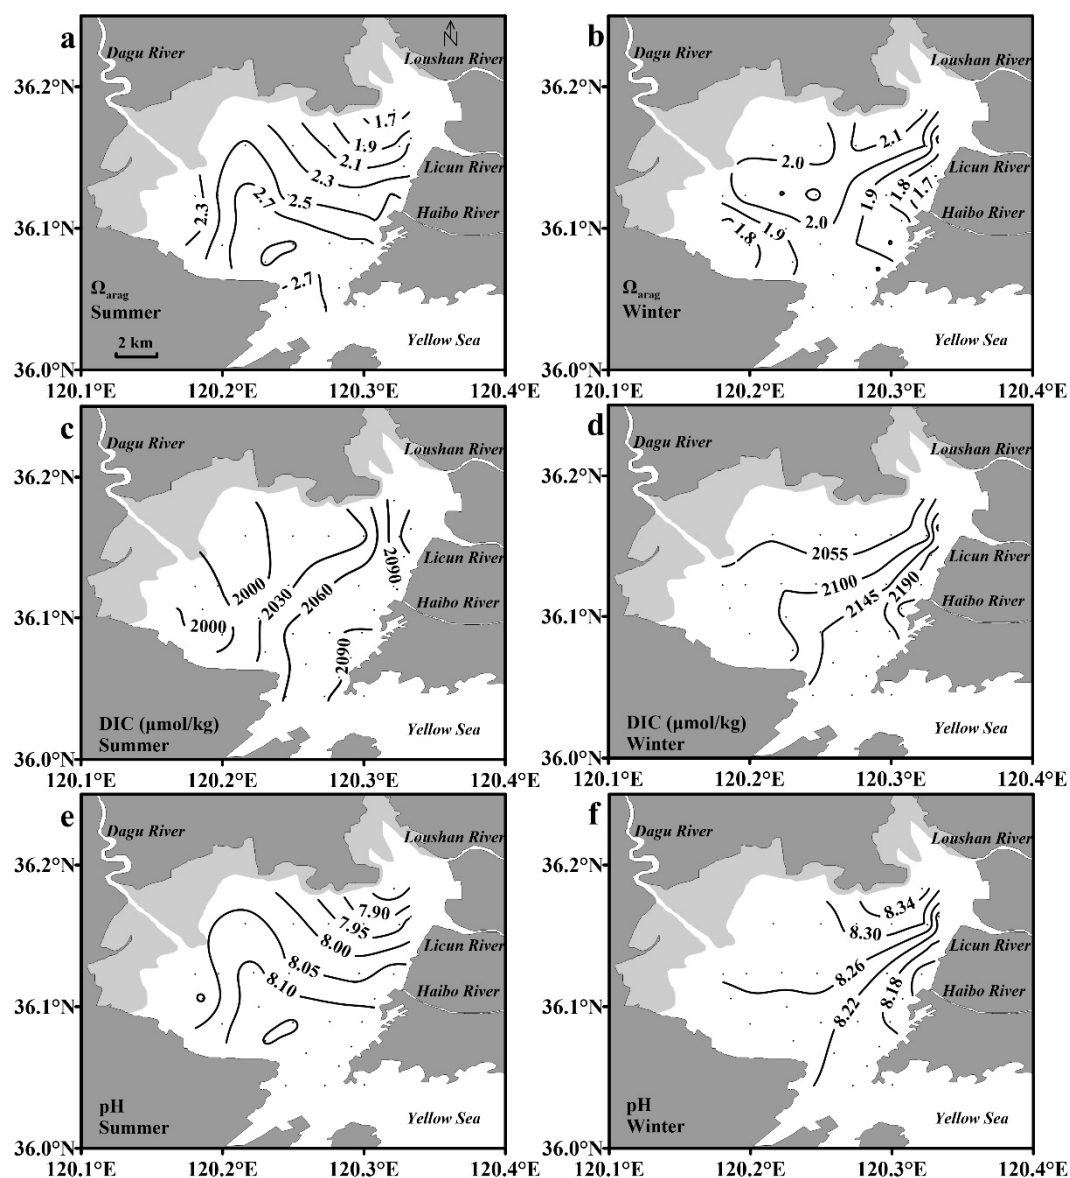 a
Dagu River
N
Loushan River
36.2°N
1.7
1.9
2.1
2.3
2.5
2.7
2.3
Licun River
Haibo River
36.1°N
2.7
Ωarag
Summer
2 km
Yellow Sea
36.0°N
120.1°E 120.2°E 120.3°E 120.4°E
b
Dagu River
Loushan River
36.2°N
2.1
2.0
1.9
1.8
1.7
2.0
1.9
1.8
Licun River
Haibo River
36.1°N
Ωarag
Winter
Yellow Sea
36.0°N
120.1°E 120.2°E 120.3°E 120.4°E
c
Dagu River
Loushan River
36.2°N
2000
2030
2060
2090
2000
2090
Licun River
Haibo River
36.1°N
DIC (μmol/kg)
Summer
Yellow Sea
36.0°N
120.1°E 120.2°E 120.3°E 120.4°E
d
Dagu River
Loushan River
36.2°N
2055
2100
2145
2190
Licun River
Haibo River
36.1°N
DIC (μmol/kg)
Winter
Yellow Sea
36.0°N
120.1°E 120.2°E 120.3°E 120.4°E
e
Dagu River
Loushan River
36.2°N
7.90
7.95
8.00
8.05
8.10
Licun River
Haibo River
36.1°N
pH
Summer
Yellow Sea
36.0°N
120.1°E 120.2°E 120.3°E 120.4°E
f
Dagu River
Loushan River
36.2°N
8.34
8.30
8.26
8.22
8.18
Licun River
Haibo River
36.1°N
pH
Winter
Yellow Sea
36.0°N
120.1°E 120.2°E 120.3°E 120.4°E